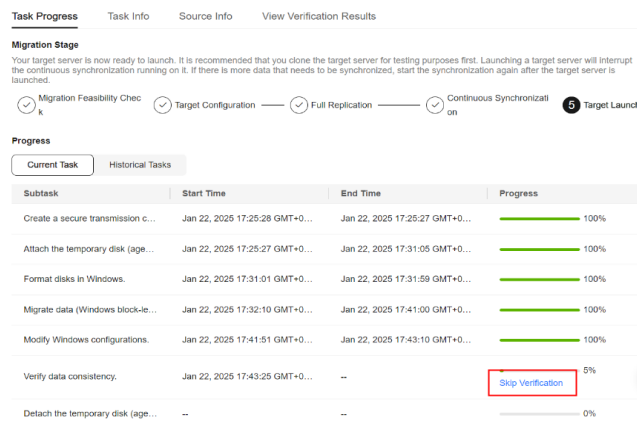 Task Progress Task Info Source Info View Verification Results
Migration Stage
Your target server is now ready to launch. It is recommended that you clone the target server for testing purposes first. Launching a target server will interrupt
the continuous synchronization running on it. If there is more data that needs to be synchronized, start the synchronization again after the target server is
launched.
Migration Feasibility Chec
k
Target Configuration
Full Replication
Continuous Synchronizati
on
5 Target Launch
Progress
Current Task Historical Tasks
Subtask Start Time End Time Progress
Create a secure transmission c... Jan 22, 2025 17:25:28 GMT+0... Jan 22, 2025 17:25:27 GMT+0... 100%
Attach the temporary disk (age... Jan 22, 2025 17:25:27 GMT+0... Jan 22, 2025 17:31:05 GMT+0... 100%
Format disks in Windows. Jan 22, 2025 17:31:01 GMT+0... Jan 22, 2025 17:31:59 GMT+0... 100%
Migrate data (Windows block-le... Jan 22, 2025 17:32:10 GMT+0... Jan 22, 2025 17:41:00 GMT+0... 100%
Modify Windows configurations. Jan 22, 2025 17:41:51 GMT+0... Jan 22, 2025 17:43:10 GMT+0... 100%
Verify data consistency. Jan 22, 2025 17:43:25 GMT+0... -- 5%
Skip Verification
Detach the temporary disk (age... -- -- 0%